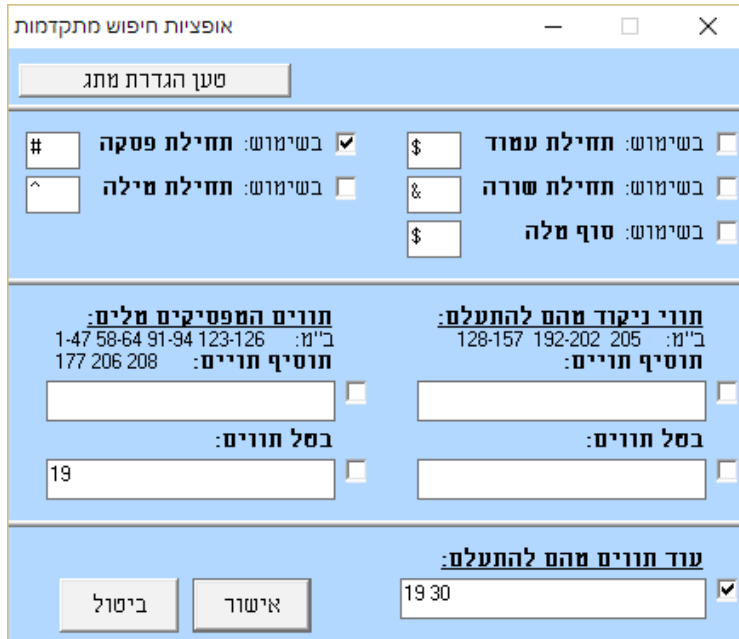 אופציות חיפוש מתקדמות
טען הגדרת מתג
בשימוש: תחילת עמוד $
בשימוש: תחילת פסקה #
בשימוש: תחילת שורה &
בשימוש: תחילת מילה ^
בשימוש: סוף מלה $
תווי ניקוד מהם להתעלם:
ב"מ: 128-157 192-202 205
תוסיף תויים:
בטל תווים:
תווים המפסיקים מלים:
ב"מ: 1-47 58-64 91-94 123-126
תוסיף תויים: 177 206 208
בטל תווים:
19
עוד תווים מהם להתעלם:
19 30
אישור
ביטול